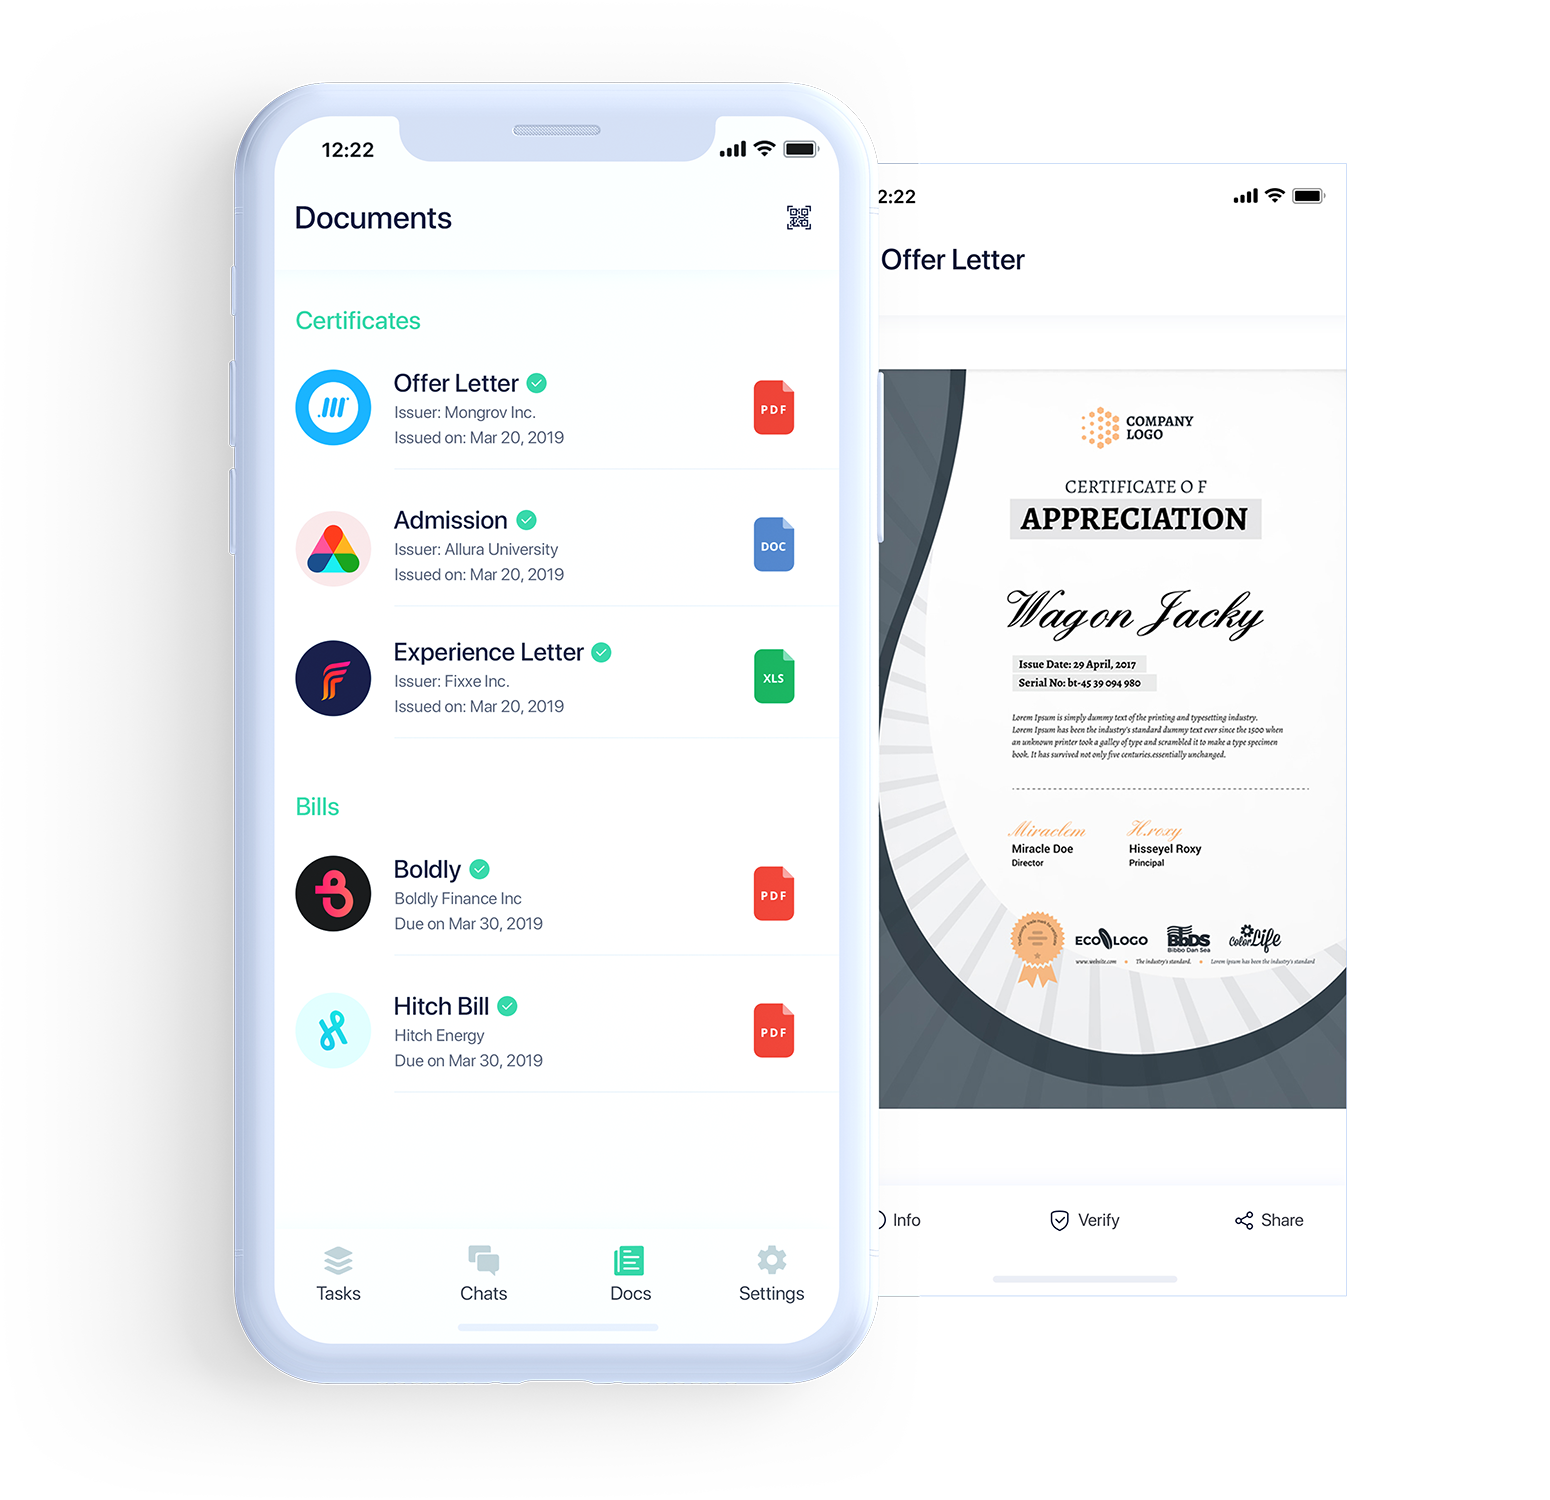 12:22
Documents
Certificates
Offer Letter
Issuer: Mongrov Inc.
Issued on: Mar 20, 2019
PDF
Admission
Issuer: Allura University
Issued on: Mar 20, 2019
DOC
Experience Letter
Issuer: Fixxe Inc.
Issued on: Mar 20, 2019
XLS
Bills
Boldly
Boldly Finance Inc
Due on Mar 30, 2019
PDF
Hitch Bill
Hitch Energy
Due on Mar 30, 2019
PDF
Tasks
Chats
Docs
Settings
2:22
Offer Letter
COMPANY
LOGO
CERTIFICATE O F
APPRECIATION
Wagon Jacky
Issue Date: 29 April, 2017
Serial No: bt-45 39 094 980
Lorem Ipsum is simply dummy text of the printing and typesetting industry.
Lorem Ipsum has been the industry's standard dummy text ever since the 1500 when
an unknown printer took a galley of type and scrambled it to make a type specimen
book. It has survived not only five centuries.essentially unchanged.
Miraclem
H.roxy
Miracle Doe
Hisseyel Roxy
Director
Principal
ECO LOGO
BbDS
Bibbo Dan Sea
Color Life
www.website.com
The industry's standard.
Lorem ipsum has been the industry's standard
Info
Verify
Share